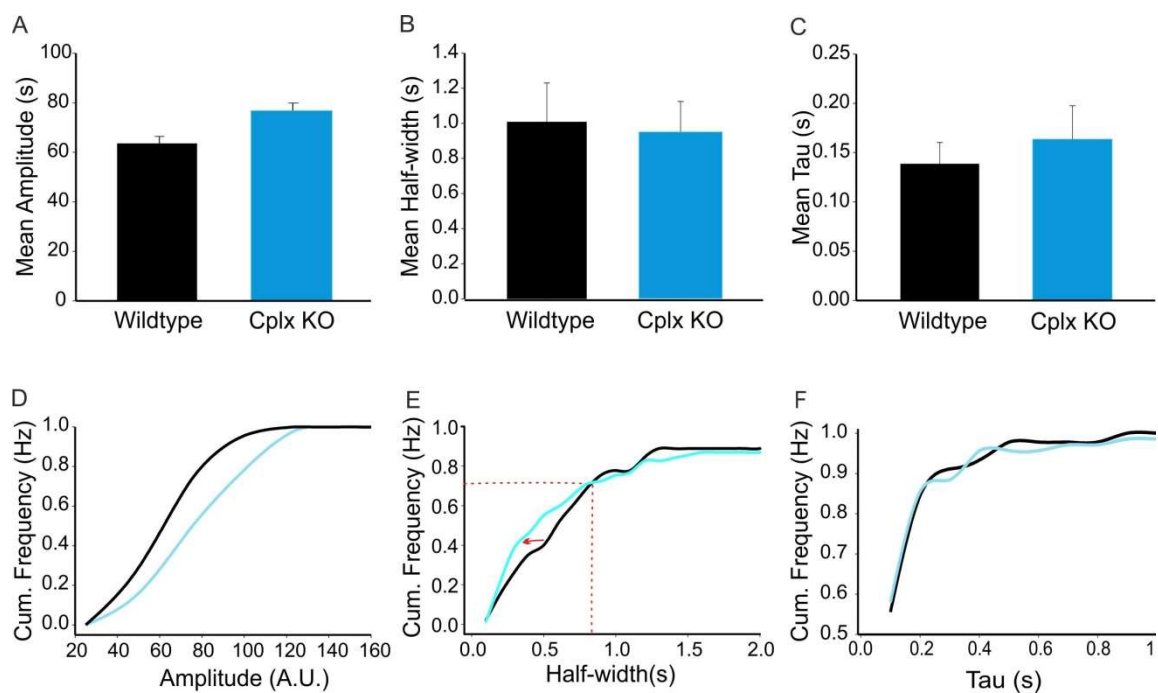 A
Mean Amplitude (s)
100
80
60
40
20
0
Wildtype
Cplx KO
B
Mean Half-width (s)
1.4
1.2
1.0
0.8
0.6
0.4
0.2
0.0
Wildtype
Cplx KO
C
Mean Tau (s)
0.25
0.20
0.15
0.10
0.05
0.00
Wildtype
Cplx KO
D
Cum. Frequency (Hz)
1.0
0.8
0.6
0.4
0.2
0.0
20 40 60 80 100 120 140 160
Amplitude (A.U.)
E
Cum. Frequency (Hz)
1.0
0.8
0.6
0.4
0.2
0.0
0.0 0.5 1.0 1.5 2.0
Half-width(s)
F
Cum. Frequency (Hz)
1.0
0.9
0.8
0.7
0.6
0.5
0.0 0.2 0.4 0.6 0.8
Tau (s)